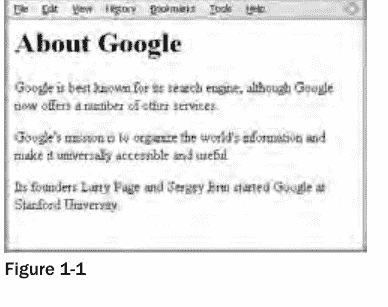 File Edit View History Bookmarks Tools Help
About Google
Google is best known for its search engine, although Google
now offers a number of other services.
Google's mission is to organize the world's information and
make it universally accessible and useful.
Its founders Larry Page and Sergey Brin started Google at
Stanford University.
Figure 1-1